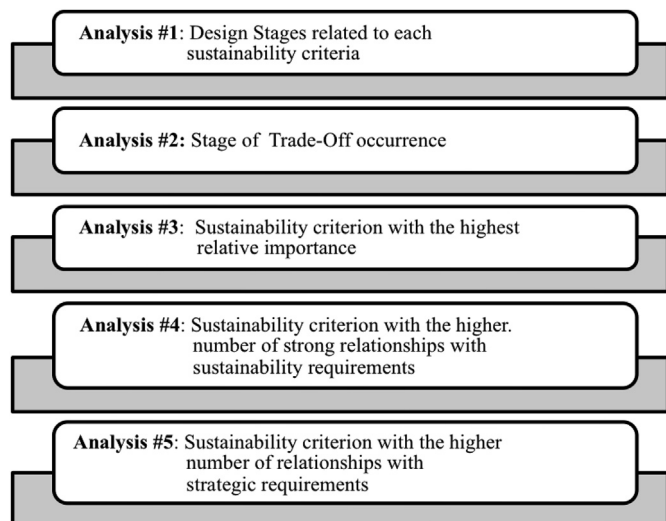 Analysis #1: Design Stages related to each
sustainability criteria
Analysis #2: Stage of Trade-Off occurrence
Analysis #3: Sustainability criterion with the highest
relative importance
Analysis #4: Sustainability criterion with the higher.
number of strong relationships with
sustainability requirements
Analysis #5: Sustainability criterion with the higher
number of relationships with
strategic requirements